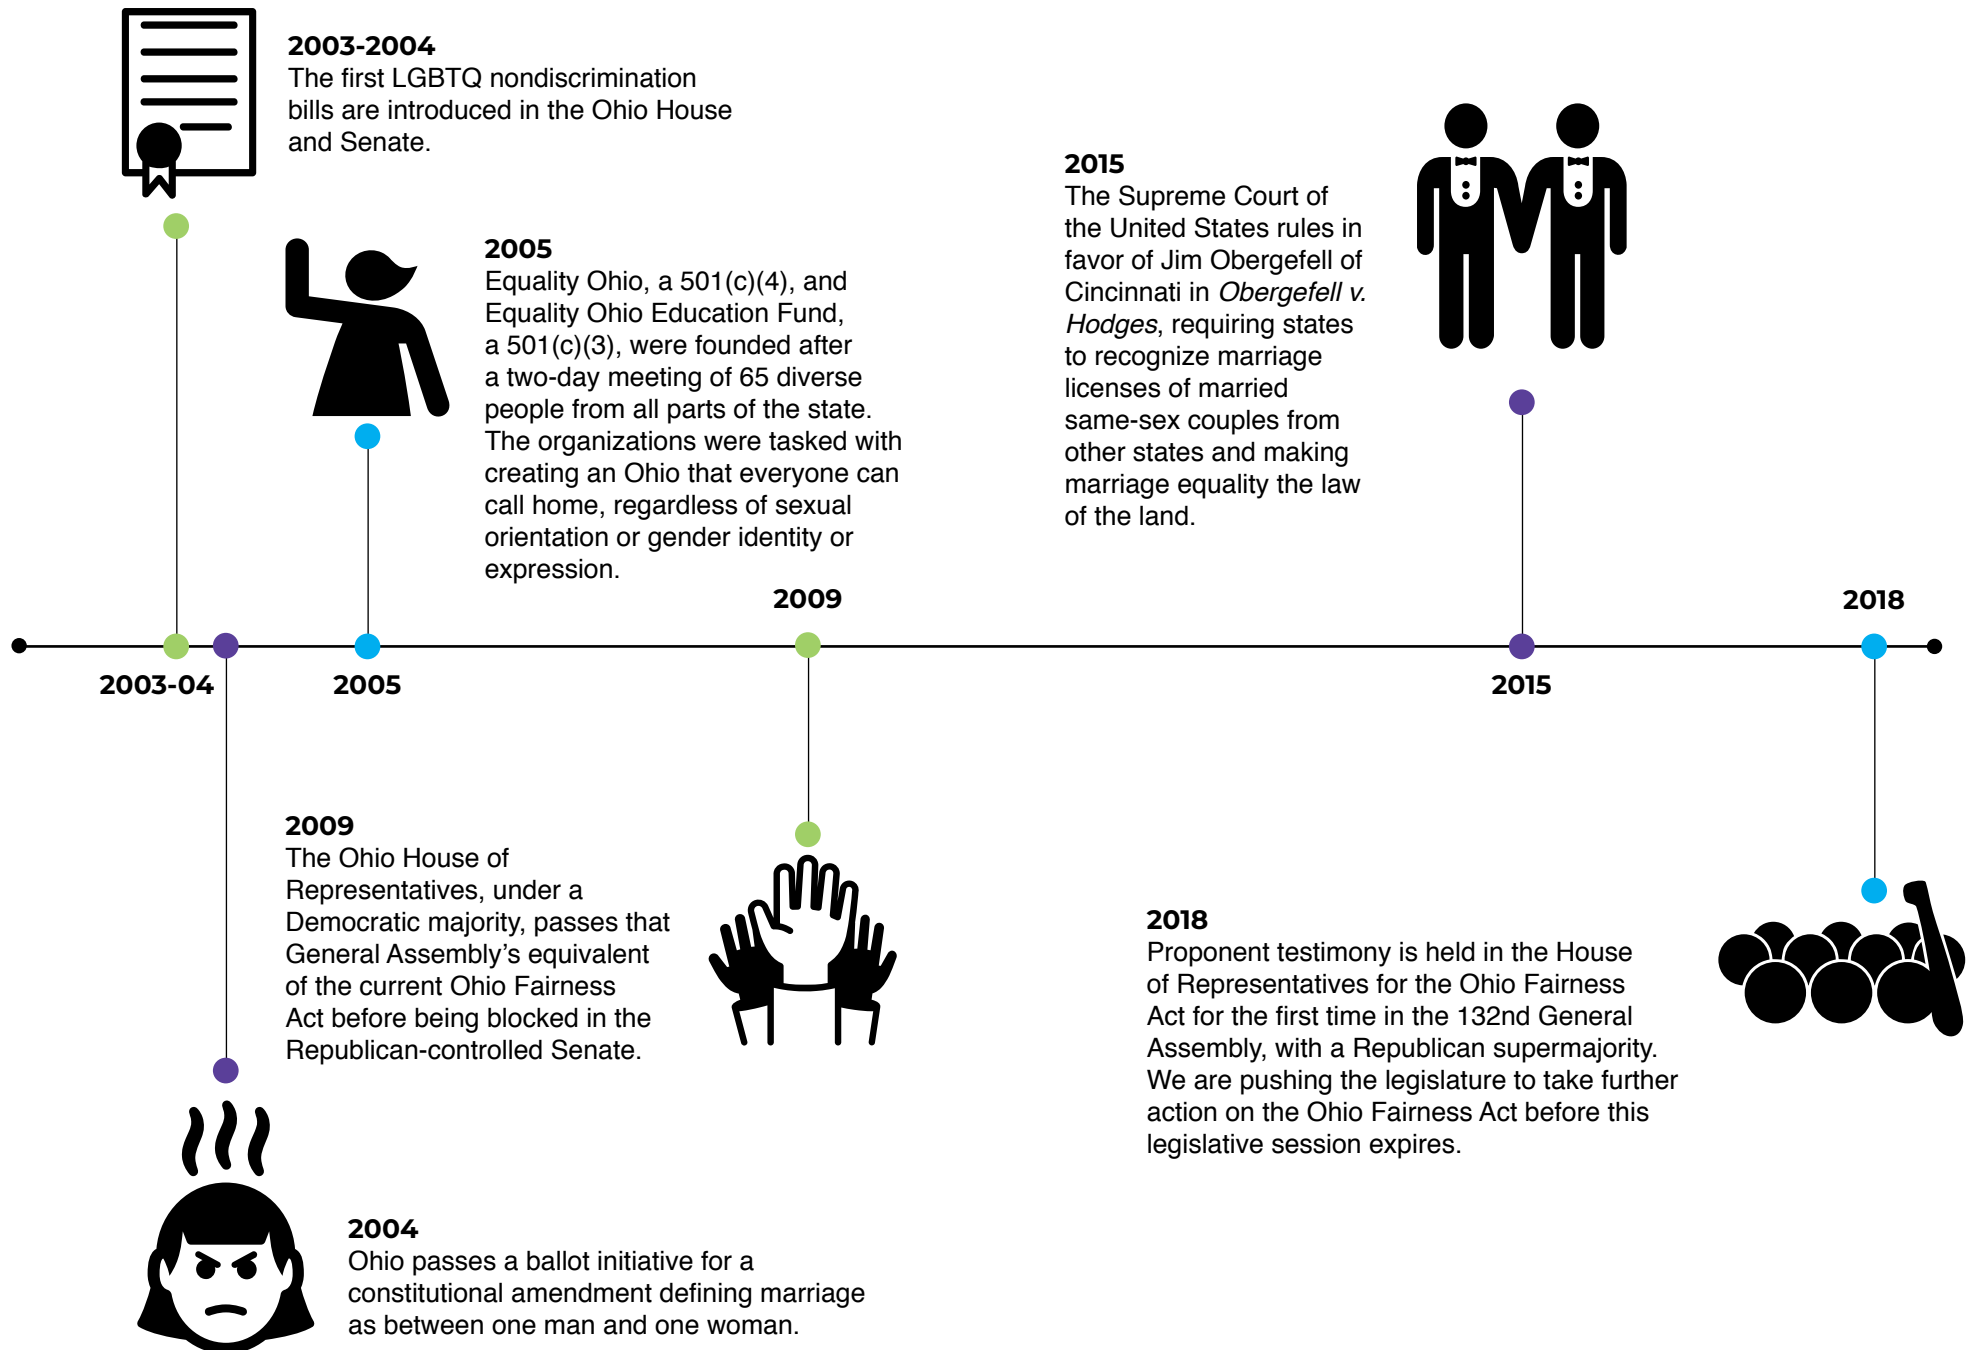 2003-2004
The first LGBTQ nondiscrimination
bills are introduced in the Ohio House
and Senate.
2005
Equality Ohio, a 501(c)(4), and
Equality Ohio Education Fund,
a 501(c)(3), were founded after
a two-day meeting of 65 diverse
people from all parts of the state.
The organizations were tasked with
creating an Ohio that everyone can
call home, regardless of sexual
orientation or gender identity or
expression.
2015
The Supreme Court of
the United States rules in
favor of Jim Obergefell of
Cincinnati in Obergefell v.
Hodges, requiring states
to recognize marriage
licenses of married
same-sex couples from
other states and making
marriage equality the law
of the land.
2009
2018
2003-04
2005
2015
2009
The Ohio House of
Representatives, under a
Democratic majority, passes that
General Assembly’s equivalent
of the current Ohio Fairness
Act before being blocked in the
Republican-controlled Senate.
2018
Proponent testimony is held in the House
of Representatives for the Ohio Fairness
Act for the first time in the 132nd General
Assembly, with a Republican supermajority.
We are pushing the legislature to take further
action on the Ohio Fairness Act before this
legislative session expires.
2004
Ohio passes a ballot initiative for a
constitutional amendment defining marriage
as between one man and one woman.